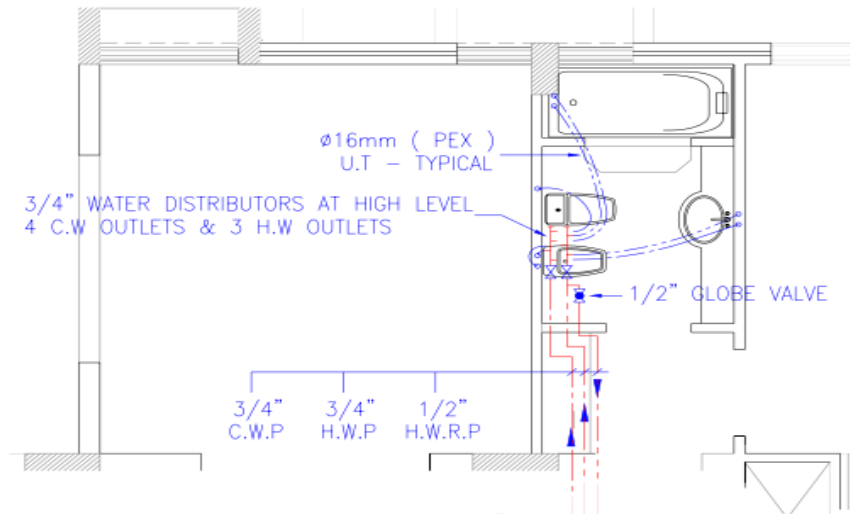 ø16mm ( PEX )
U.T – TYPICAL
3/4" WATER DISTRIBUTORS AT HIGH LEVEL
4 C.W OUTLETS & 3 H.W OUTLETS
1/2" GLOBE VALVE
3/4" 3/4" 1/2"
C.W.P H.W.P H.W.R.P